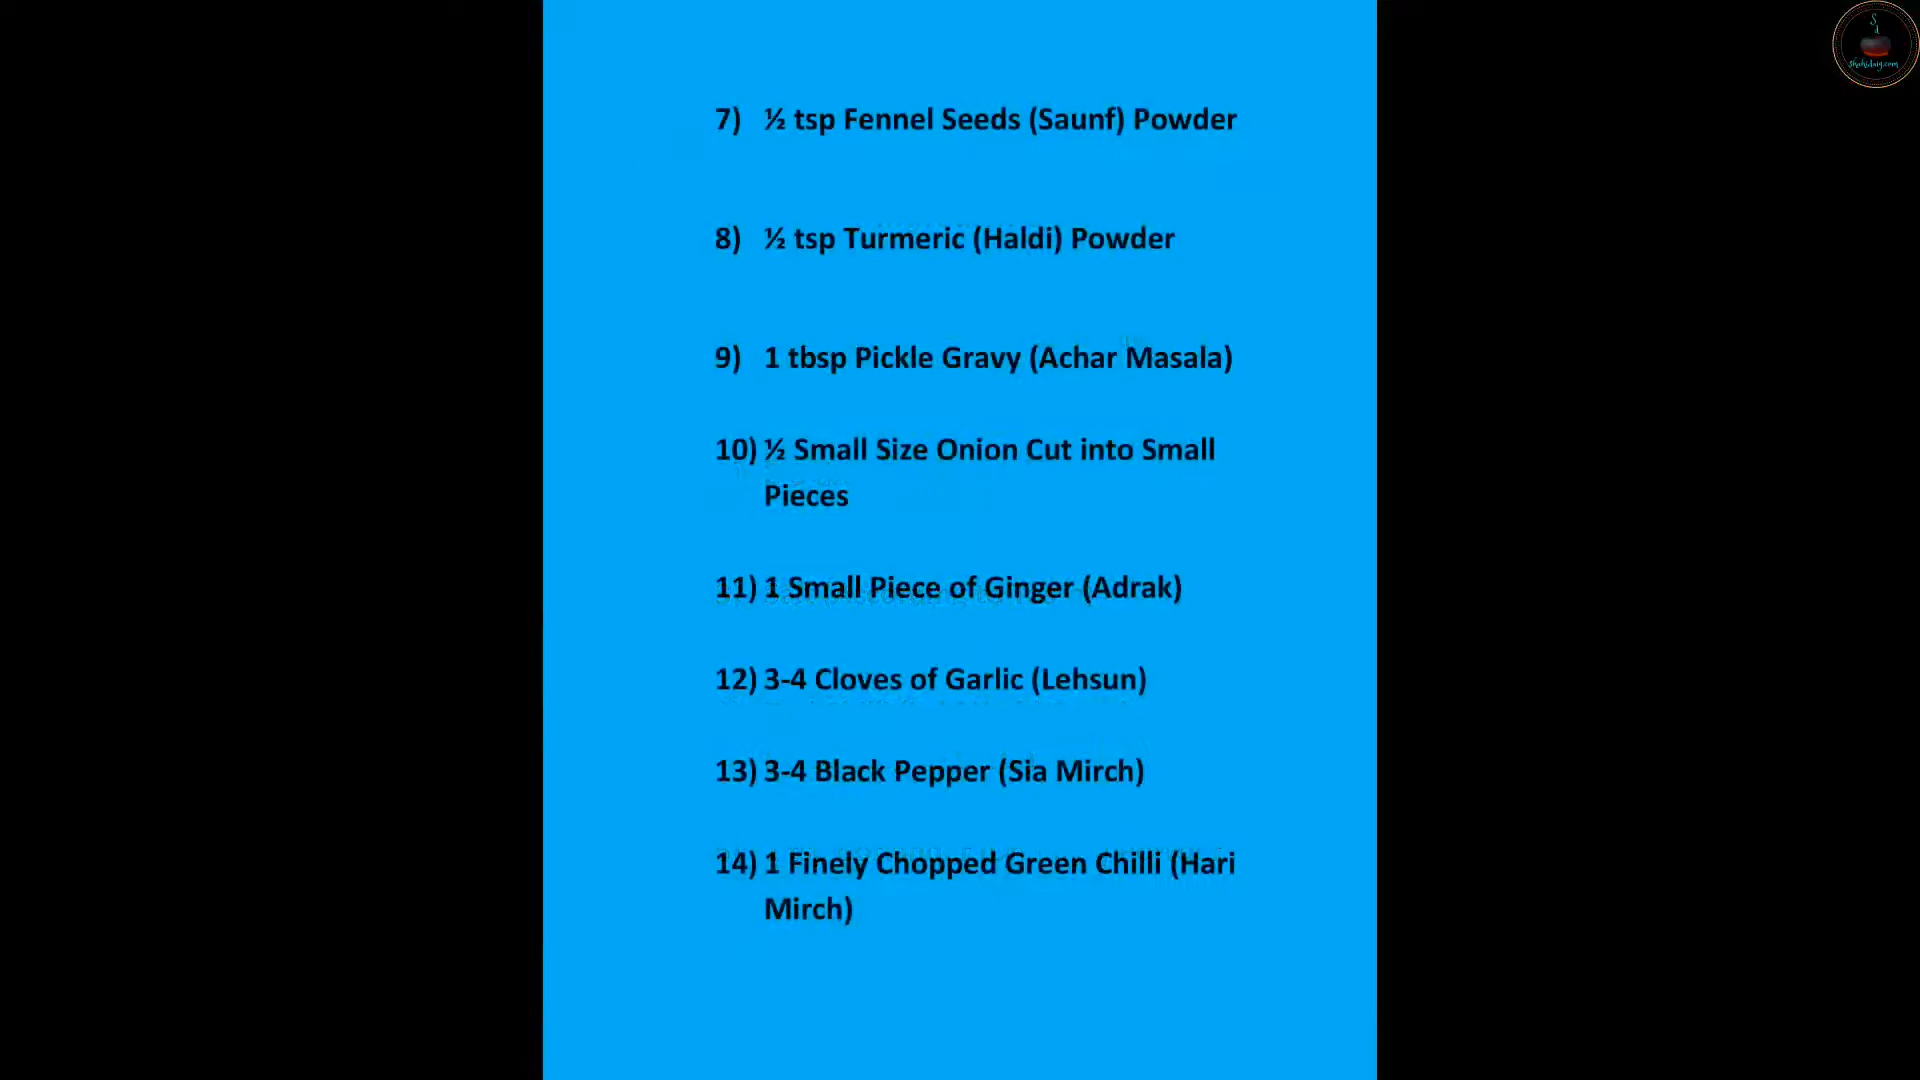 S
d
Shahidaig.com
7) ½ tsp Fennel Seeds (Saunf) Powder
8) ½ tsp Turmeric (Haldi) Powder
9) 1 tbsp Pickle Gravy (Achar Masala)
10) ½ Small Size Onion Cut into Small
Pieces
11) 1 Small Piece of Ginger (Adrak)
12) 3-4 Cloves of Garlic (Lehsun)
13) 3-4 Black Pepper (Sia Mirch)
14) 1 Finely Chopped Green Chilli (Hari
Mirch)